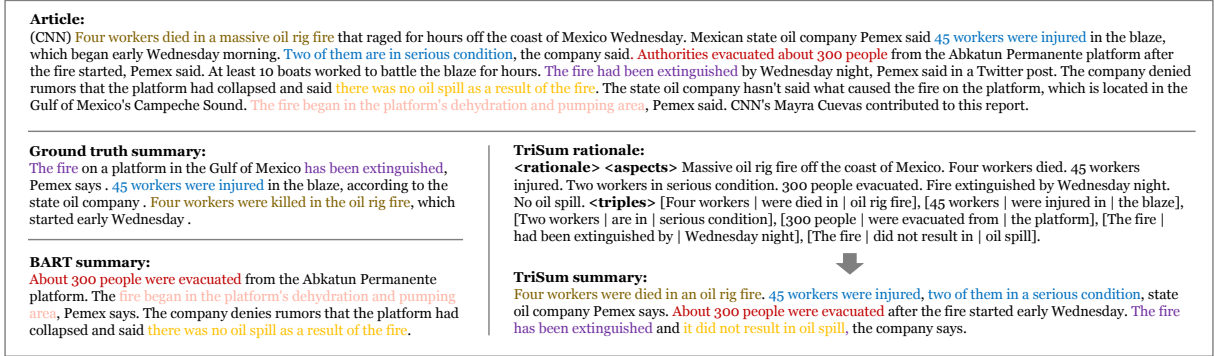 Article:
(CNN) Four workers died in a massive oil rig fire that raged for hours off the coast of Mexico Wednesday. Mexican state oil company Pemex said 45 workers were injured in the blaze,
which began early Wednesday morning. Two of them are in serious condition, the company said. Authorities evacuated about 300 people from the Abkatun Permanente platform after
the fire started, Pemex said. At least 10 boats worked to battle the blaze for hours. The fire had been extinguished by Wednesday night, Pemex said in a Twitter post. The company denied
rumors that the platform had collapsed and said there was no oil spill as a result of the fire. The state oil company hasn't said what caused the fire on the platform, which is located in the
Gulf of Mexico's Campeche Sound. The fire began in the platform's dehydration and pumping area, Pemex said. CNN's Mayra Cuevas contributed to this report.
Ground truth summary:
The fire on a platform in the Gulf of Mexico has been extinguished,
Pemex says . 45 workers were injured in the blaze, according to the
state oil company . Four workers were killed in the oil rig fire, which
started early Wednesday .
BART summary:
About 300 people were evacuated from the Abkatun Permanente
platform. The fire began in the platform's dehydration and pumping
area, Pemex says. The company denies rumors that the platform had
collapsed and said there was no oil spill as a result of the fire.
TriSum rationale:
<rationale> <aspects> Massive oil rig fire off the coast of Mexico. Four workers died. 45 workers
injured. Two workers in serious condition. 300 people evacuated. Fire extinguished by Wednesday night.
No oil spill. <triples> [Four workers | were died in | oil rig fire], [45 workers | were injured in | the blaze],
[Two workers | are in | serious condition], [300 people | were evacuated from | the platform], [The fire |
had been extinguished by | Wednesday night], [The fire | did not result in | oil spill].
TriSum summary:
Four workers were died in an oil rig fire. 45 workers were injured, two of them in a serious condition, state
oil company Pemex says. About 300 people were evacuated after the fire started early Wednesday. The fire
has been extinguished and it did not result in oil spill, the company says.